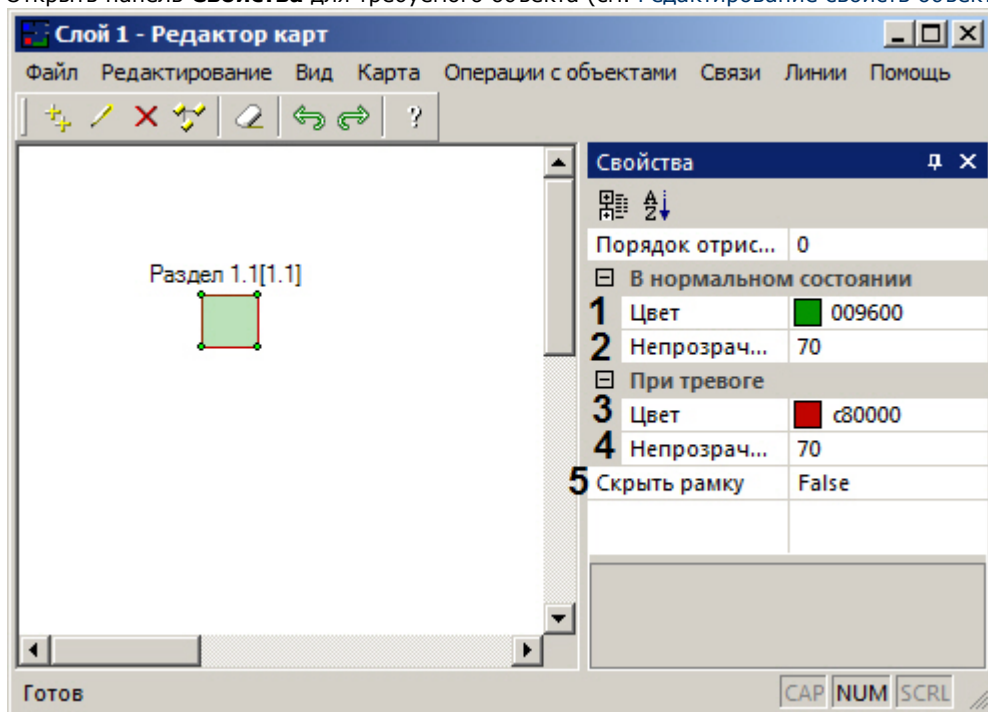 Открыть панель Свойства для требуемого объекта (см. Редактирование свойств объект
Слой 1 - Редактор карт
Файл Редактирование Вид Карта Операции с объектами Связи Линии Помощь
?
Свойства
A
Z
Порядок отрис... 0
Раздел 1.1[1.1]
В нормальном состоянии
1 Цвет 009600
2 Непрозрач... 70
При тревоге
3 Цвет c80000
4 Непрозрач... 70
5 Скрыть рамку False
Готов
CAP NUM SCRL